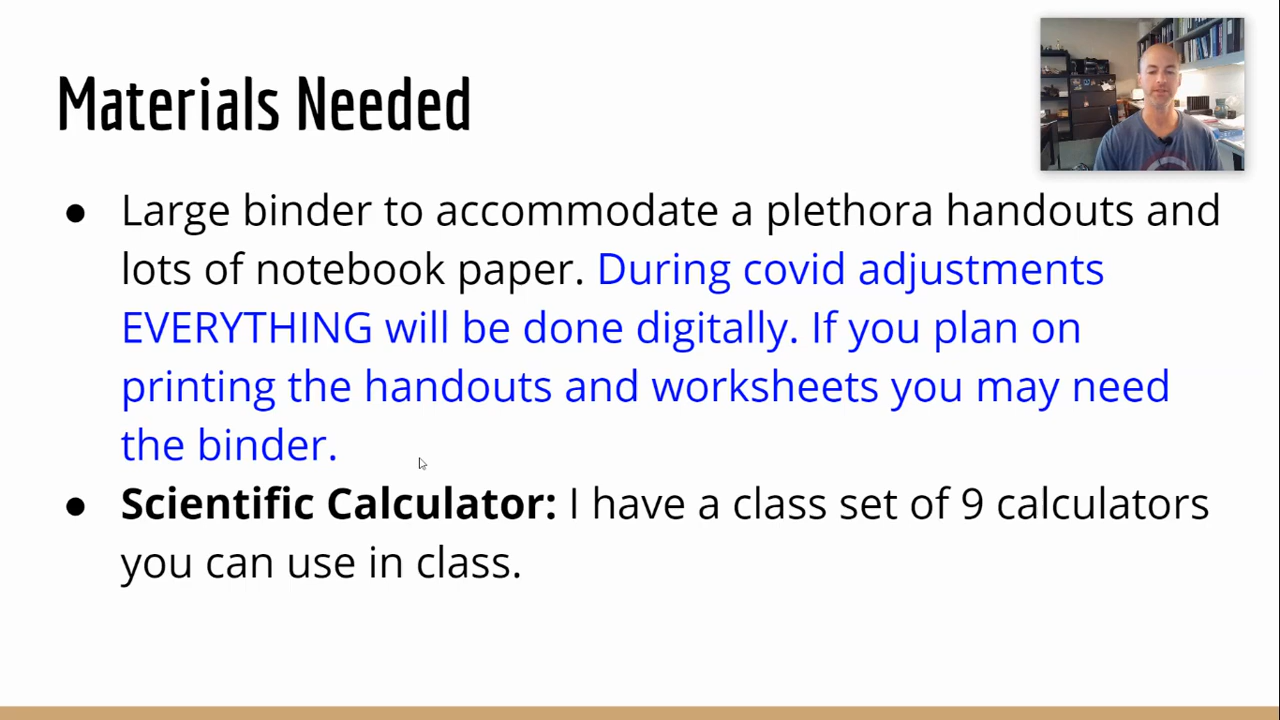 Materials Needed
● Large binder to accommodate a plethora handouts and
lots of notebook paper. During covid adjustments
EVERYTHING will be done digitally. If you plan on
printing the handouts and worksheets you may need
the binder.
● Scientific Calculator: I have a class set of 9 calculators
you can use in class.